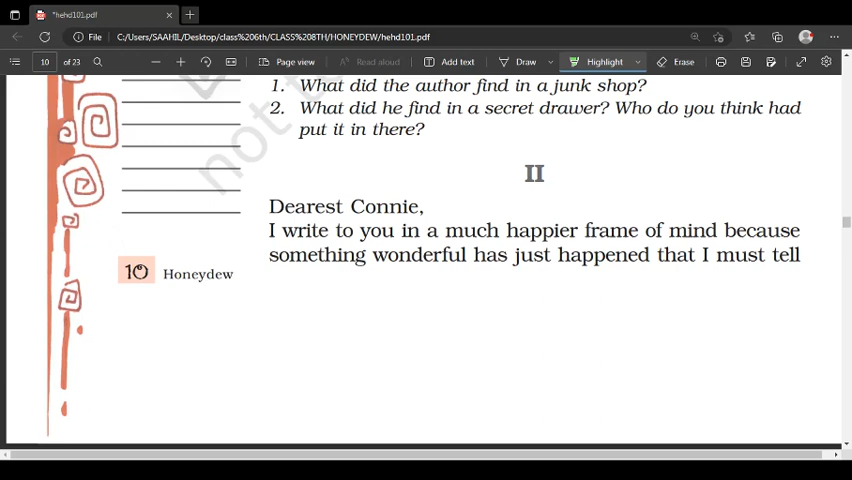 *hehd101.pdf
File
C:/Users/SAAHIL/Desktop/class%206th/CLASS%208TH/HONEYDEW/hehd101.pdf
10 of 23
Page view
Read aloud
Add text
Draw
Highlight
Erase
1. What did the author find in a junk shop?
2. What did he find in a secret drawer? Who do you think had
put it in there?
not t
II
Dearest Connie,
I write to you in a much happier frame of mind because
something wonderful has just happened that I must tell
10 Honeydew